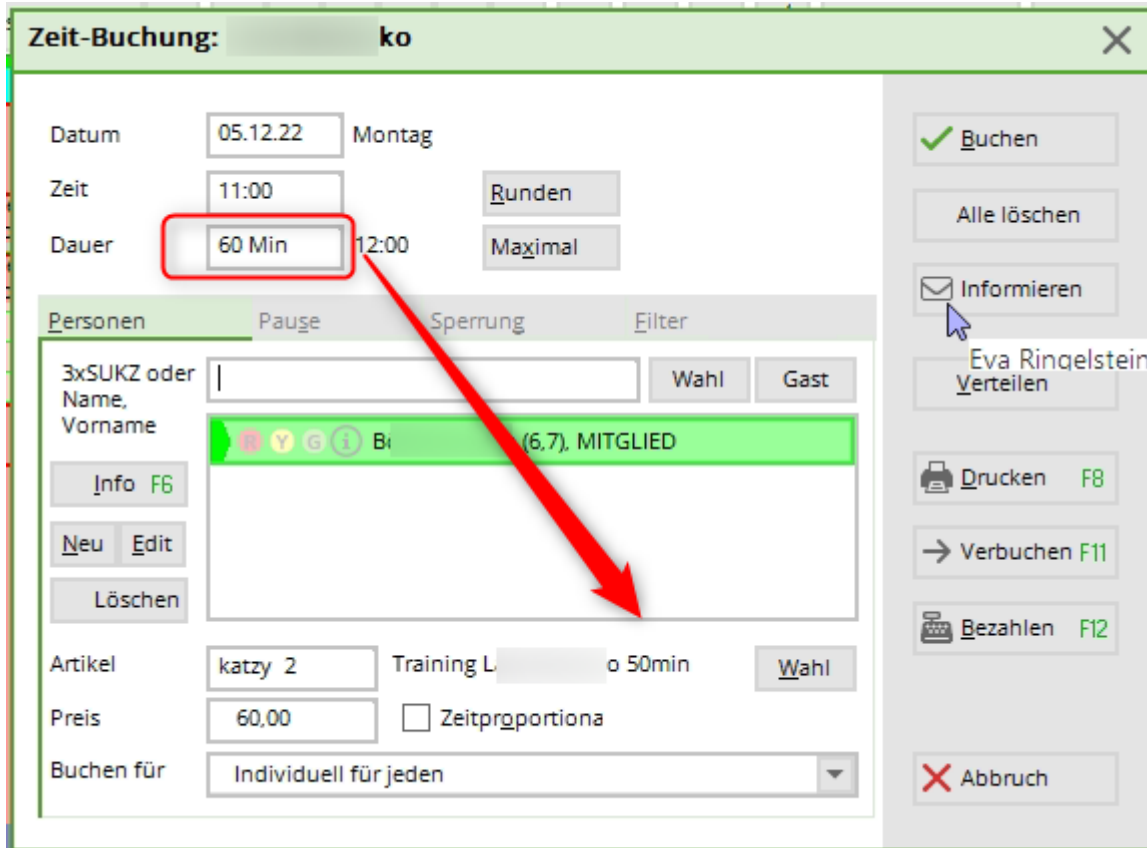 Zeit-Buchung: ko
Datum 05.12.22 Montag
Zeit 11:00 Runden
Dauer 60 Min 12:00 Maximal
Personen Pause Sperrung Filter
3xSUKZ oder
Name,
Vorname
Wahl Gast
R Y G i (6,7), MITGLIED
Info F6
Neu Edit
Löschen
Artikel katzy 2 Training o 50min Wahl
Preis 60,00 Zeitproportiona
Buchen für Individuell für jeden
Buchen
Alle löschen
Informieren
Eva Ringelstein
Verteilen
Drucken F8
Verbuchen F11
Bezahlen F12
Abbruch